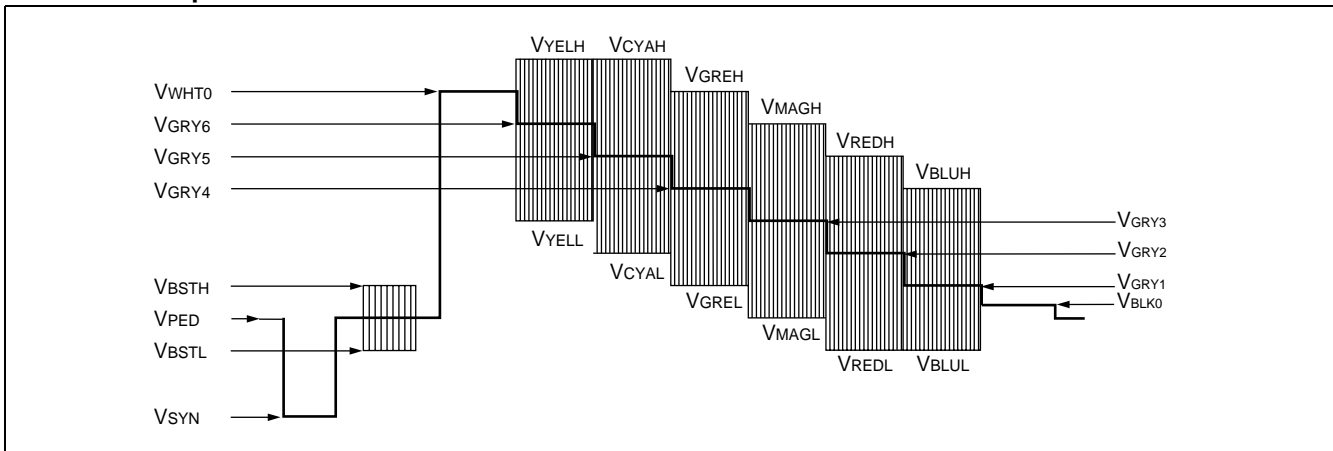 VYELH VCYAH
VGREH
VWHT0
VMAGH
VGRY6
VREDH
VGRY5
VBLUH
VGRY4
VGRY3
VYELL
VGRY2
VCYAL
VGRY1
VBSTH
VGREL
VBLK0
VPED
VMAGL
VBSTL
VREDL VBLUL
VSYN